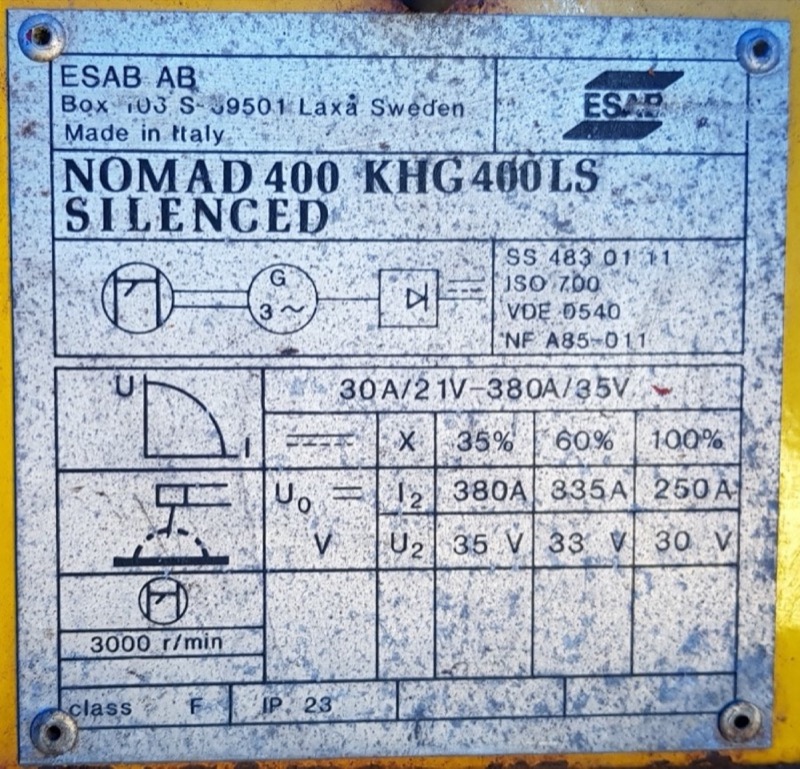 ESAB AB
Box 103 S-69501 Laxå Sweden
Made in Italy
ESAB
NOMAD 400 KHG 400 LS
SILENCED
G
3 ~
SS 483 01 11
ISO 700
VDE 0540
NF A85-011
U
I
30A/21V-380A/35V
X 35% 60% 100%
U0 = I2 380A 335A 250A
V U2 35 V 33 V 30 V
3000 r/min
class F IP 23